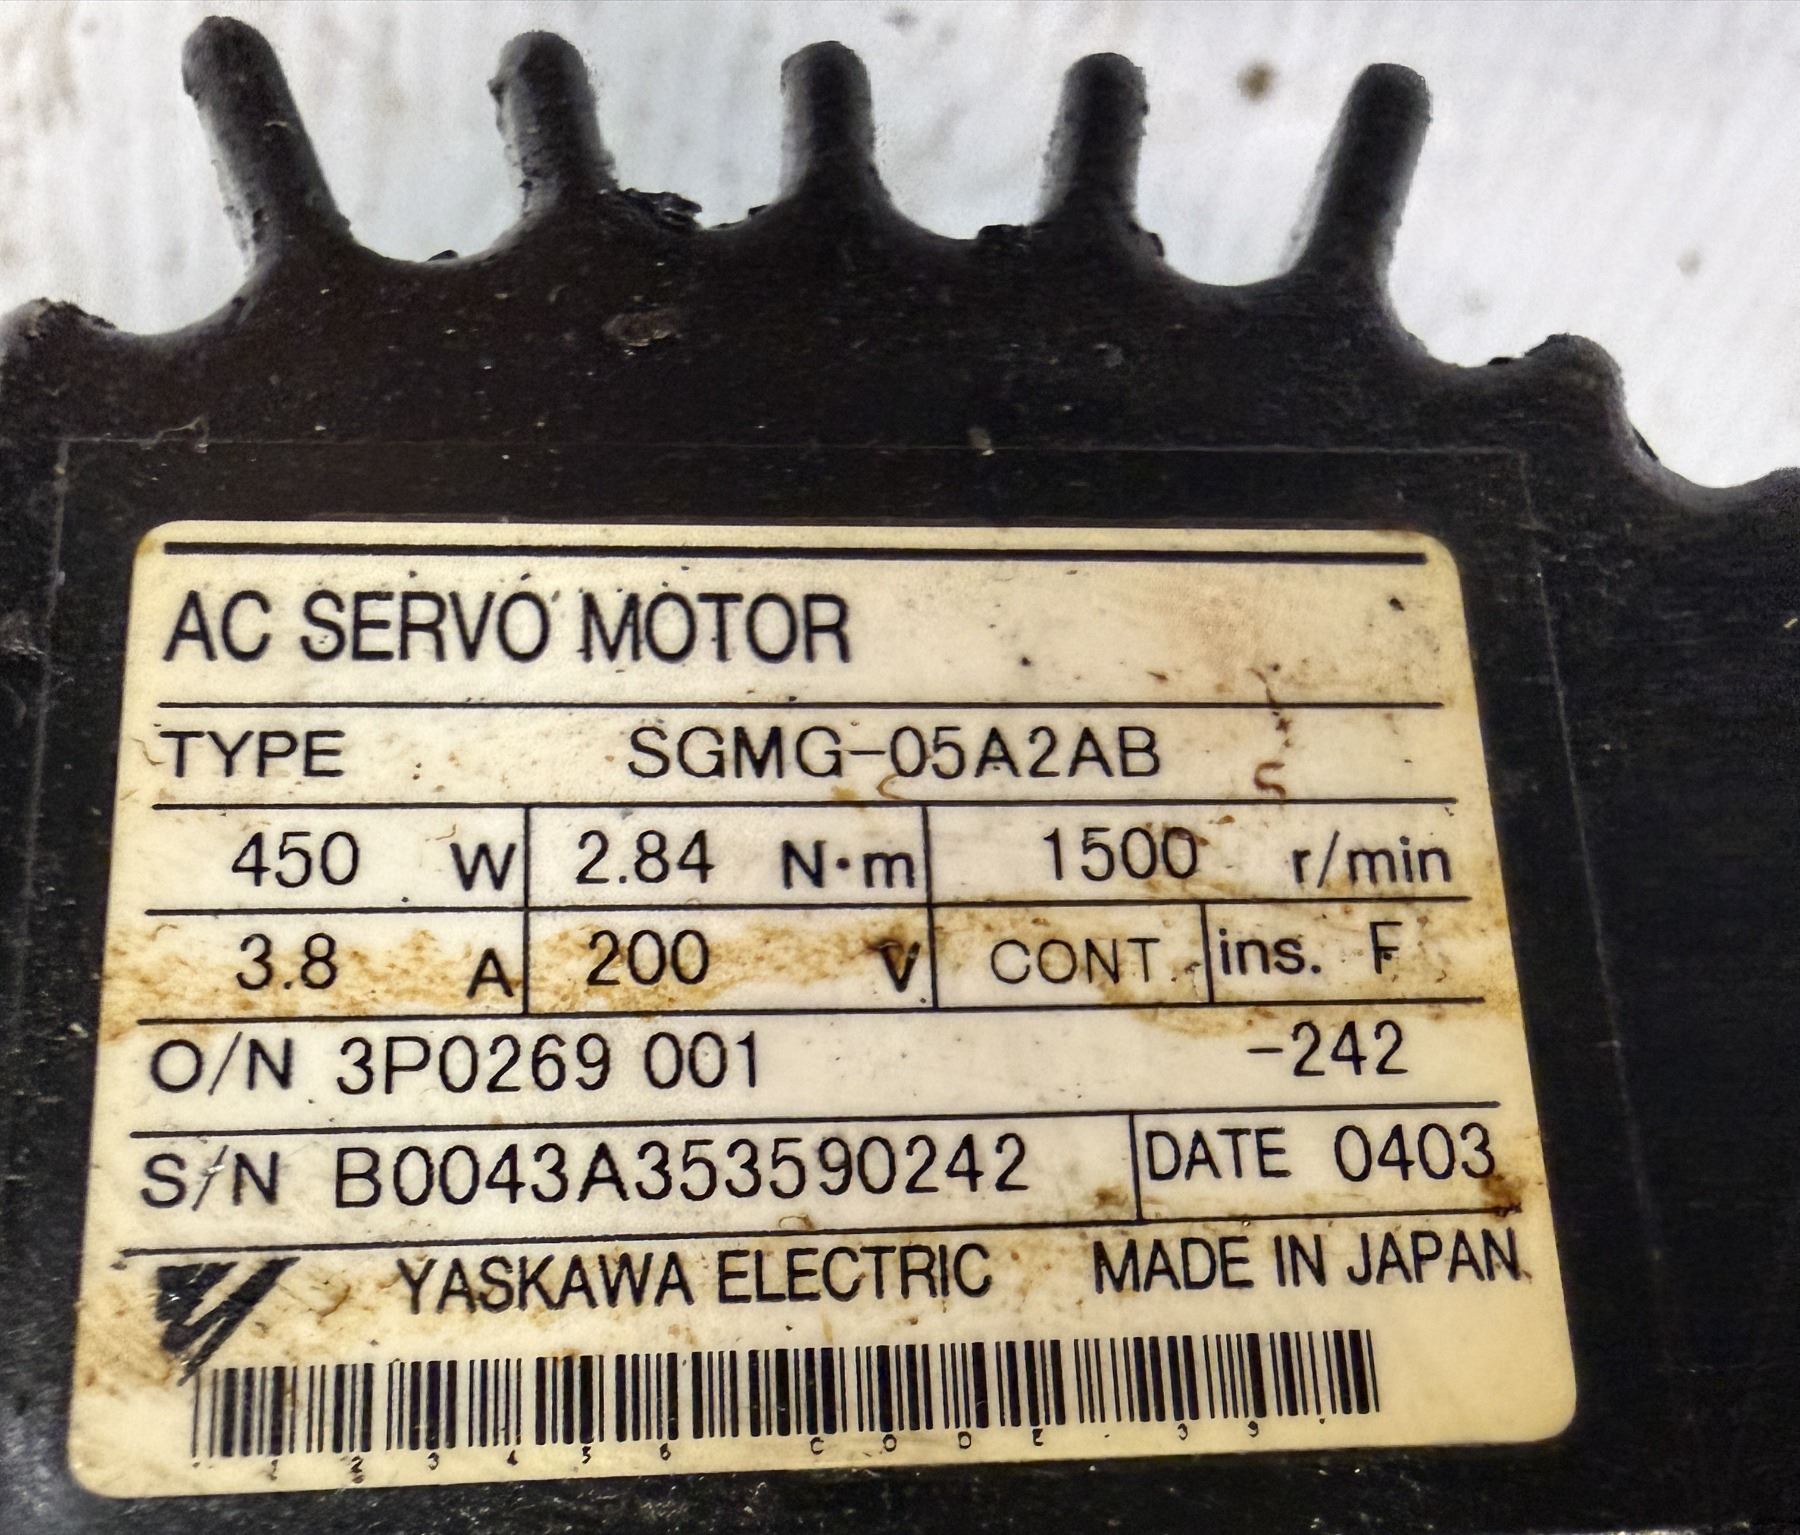 AC SERVO MOTOR
TYPE SGMG-05A2AB
450 W 2.84 N·m 1500 r/min
3.8 A 200 V CONT. ins. F
O/N 3P0269 001 -242
S/N B0043A353590242 DATE 0403
YASKAWA ELECTRIC MADE IN JAPAN